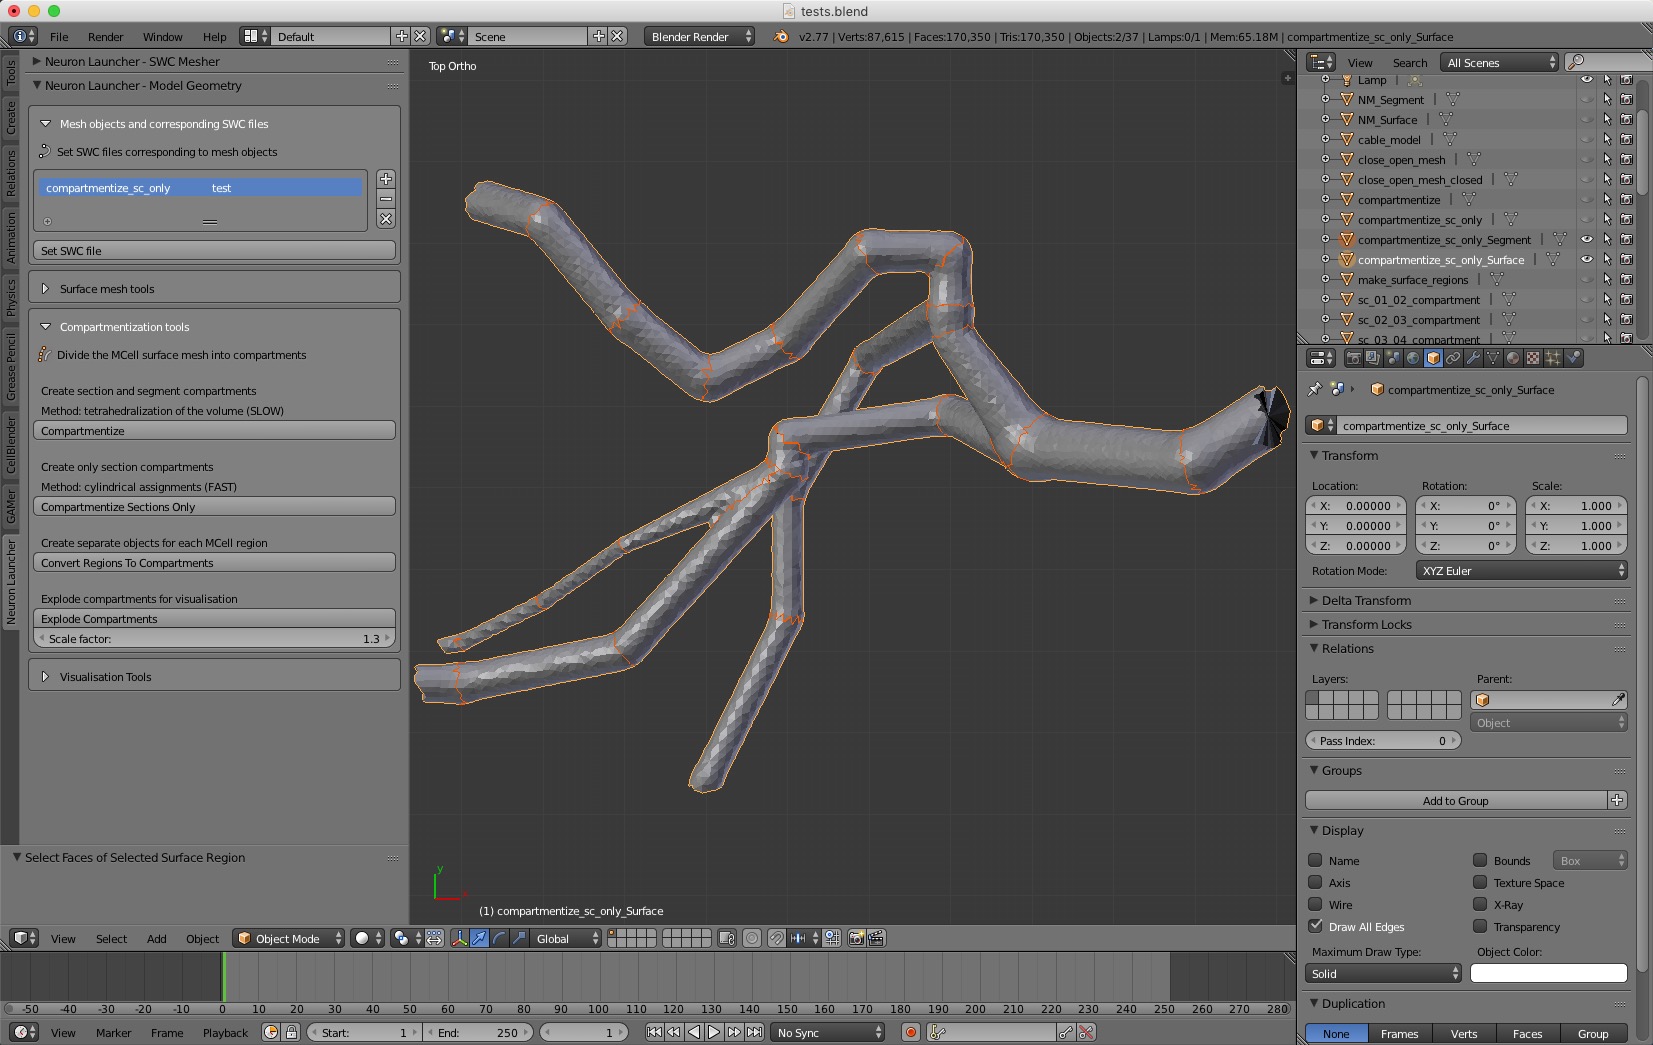 tests.blend
File Render Window Help Default Scene Blender Render v2.77 | Verts:87,615 | Faces:170,350 | Tris:170,350 | Objects:2/37 | Lamps:0/1 | Mem:65.18M | compartmentize_sc_only_Surface
Tools
Create
Relations
Animation
Physics
Grease Pencil
CellBlender
GAMer
Neuron Launcher
Neuron Launcher - SWC Mesher
Neuron Launcher - Model Geometry
Mesh objects and corresponding SWC files
Set SWC files corresponding to mesh objects
compartmentize_sc_only test
Set SWC file
Surface mesh tools
Compartmentization tools
Divide the MCell surface mesh into compartments
Create section and segment compartments
Method: tetrahedralization of the volume (SLOW)
Compartmentize
Create only section compartments
Method: cylindrical assignments (FAST)
Compartmentize Sections Only
Create separate objects for each MCell region
Convert Regions To Compartments
Explode compartments for visualisation
Explode Compartments
Scale factor: 1.3
Visualisation Tools
Select Faces of Selected Surface Region
Top Ortho
y
x
(1) compartmentize_sc_only_Surface
View Select Add Object Object Mode Global
-50 -40 -30 -20 -10 0 10 20 30 40 50 60 70 80 90 100 110 120 130 140 150 160 170 180 190 200 210 220 230 240 250 260 270 280
View Marker Frame Playback Start: 1 End: 250 1 No Sync
View Search All Scenes
Lamp
NM_Segment
NM_Surface
cable_model
close_open_mesh
close_open_mesh_closed
compartmentize
compartmentize_sc_only
compartmentize_sc_only_Segment
compartmentize_sc_only_Surface
make_surface_regions
sc_01_02_compartment
sc_02_03_compartment
sc_03_04_compartment
compartmentize_sc_only_Surface
compartmentize_sc_only_Surface
Transform
Location: Rotation: Scale:
X: 0.00000 X: 0° X: 1.000
Y: 0.00000 Y: 0° Y: 1.000
Z: 0.00000 Z: 0° Z: 1.000
Rotation Mode: XYZ Euler
Delta Transform
Transform Locks
Relations
Layers: Parent:
Object
Pass Index: 0
Groups
Add to Group
Display
Name Bounds Box
Axis Texture Space
Wire X-Ray
Draw All Edges Transparency
Maximum Draw Type: Object Color:
Solid
Duplication
None Frames Verts Faces Group